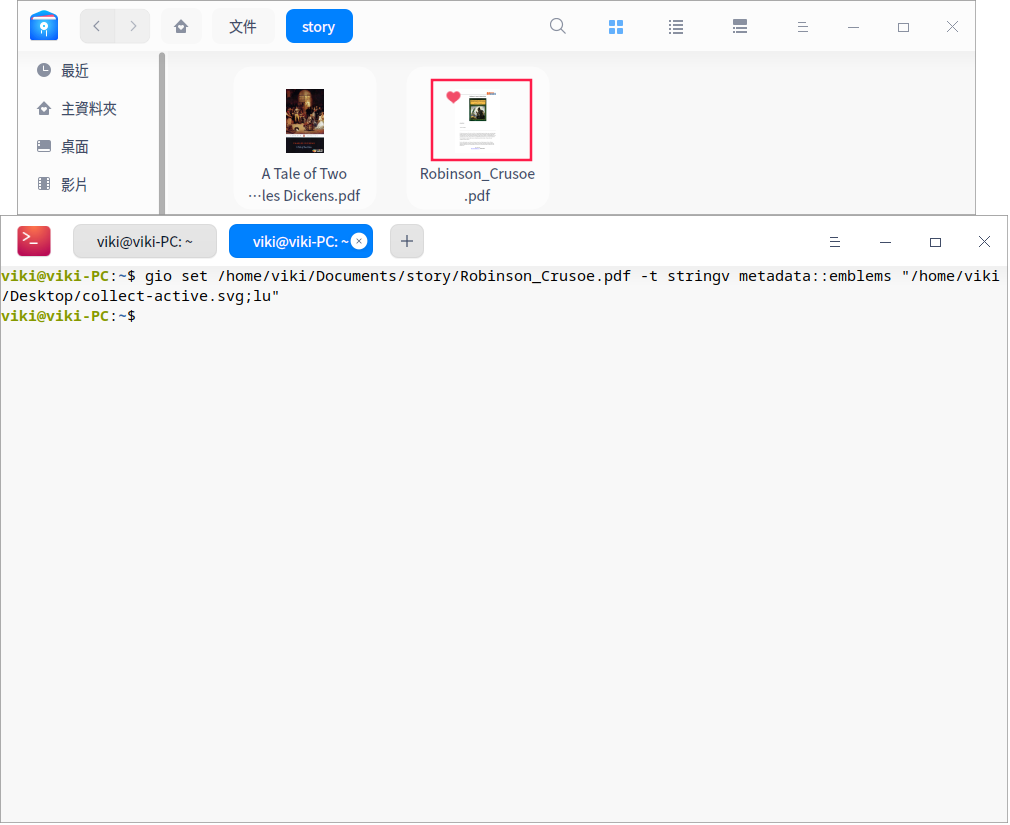 文件
story
最近
主資料夾
桌面
影片
A Tale of Two
···les Dickens.pdf
Robinson_Crusoe
.pdf
viki@viki-PC: ~
viki@viki-PC: ~
viki@viki-PC:~$ gio set /home/viki/Documents/story/Robinson_Crusoe.pdf -t stringv metadata::emblems "/home/viki
/Desktop/collect-active.svg;lu"
viki@viki-PC:~$